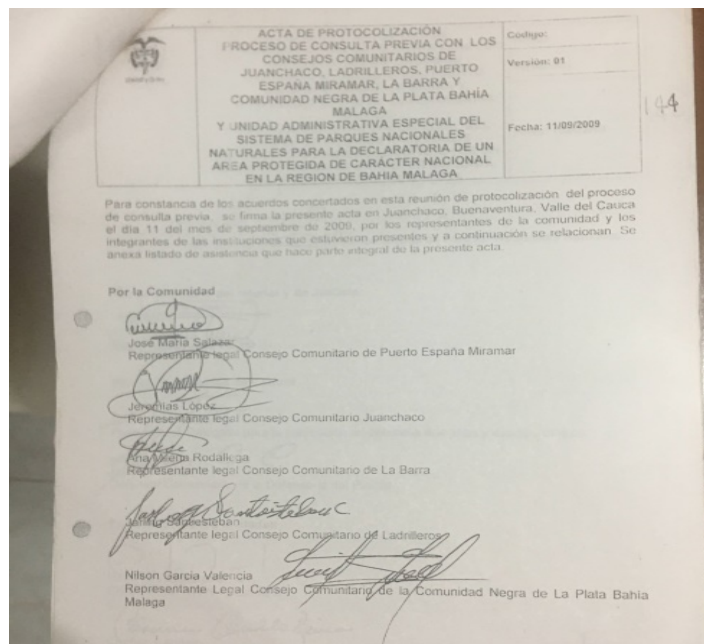 ACTA DE PROTOCOLIZACIÓN
PROCESO DE CONSULTA PREVIA CON LOS
CONSEJOS COMUNITARIOS DE
JUANCHACO, LADRILLEROS, PUERTO
ESPAÑA MIRAMAR, LA BARRA Y
COMUNIDAD NEGRA DE LA PLATA BAHÍA
MALAGA
Y UNIDAD ADMINISTRATIVA ESPECIAL DEL
SISTEMA DE PARQUES NACIONALES
NATURALES PARA LA DECLARATORIA DE UN
AREA PROTEGIDA DE CARÁCTER NACIONAL
EN LA REGION DE BAHIA MALAGA
Código:
Versión: 01
Fecha: 11/09/2009
144
Para constancia de los acuerdos concertados en esta reunión de protocolización del proceso
de consulta previa, se firma la presente acta en Juanchaco, Buenaventura, Valle del Cauca
el día 11 del mes de septiembre de 2009, por los representantes de la comunidad y los
integrantes de las instituciones que estuvieron presentes y a continuación se relacionan. Se
anexa listado de asistencia que hace parte integral de la presente acta.
Por la Comunidad
José María Salazar
Representante legal Consejo Comunitario de Puerto España Miramar
Jeremías López
Representante legal Consejo Comunitario Juanchaco
Ana Milena Rodallega
Representante legal Consejo Comunitario de La Barra
Santiesteban
Representante legal Consejo Comunitario de Ladrilleros
Nilson García Valencia
Representante Legal Consejo Comunitario de la Comunidad Negra de La Plata Bahía
Malaga